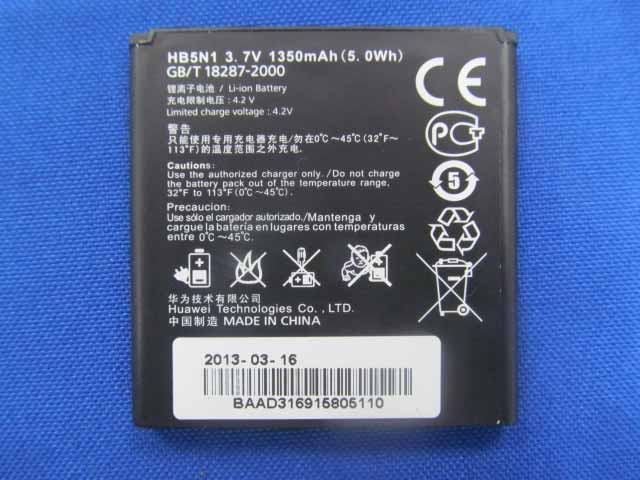 HB5N1 3.7V 1350mAh(5.0Wh)
GB/T 18287-2000
锂离子电池 / Li-ion Battery
充电限制电压：4.2 V
Limited charge voltage : 4.2V
警告
只能使用专用充电器充电/勿在0℃～45℃(32°F～
113°F)的温度范围之外充电.
Cautions:
Use the authorized charger only. /Do not charge
the battery pack out of the temperature range,
32°F to 113°F(0℃～45℃)
Precaucion:
Use sólo el cargador autorizado./Mantenga y
cargue la batería en lugares con temperaturas
entre 0℃～45℃.
华为技术有限公司
Huawei Technologies Co., LTD.
中国制造 MADE IN CHINA
CE
PCT
5
2013-03-16
BAAD316915805110